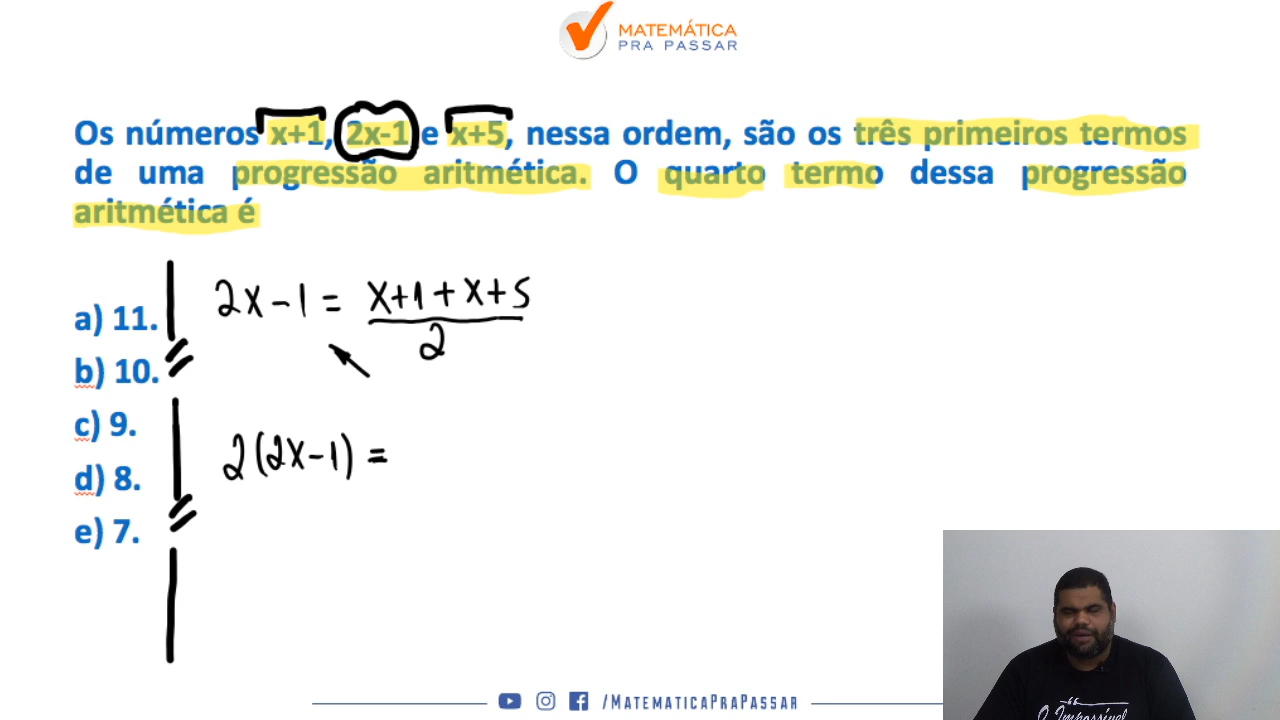 MATEMÁTICA
PRA PASSAR
Os números x+1, 2x-1 e x+5, nessa ordem, são os três primeiros termos
de uma progressão aritmética. O quarto termo dessa progressão
aritmética é
a) 11.
b) 10.
c) 9.
d) 8.
e) 7.
2x-1 = x+1+x+5
2
2(2x-1) =
“
O Impossível
/MATEMATICAPRAPASSAR